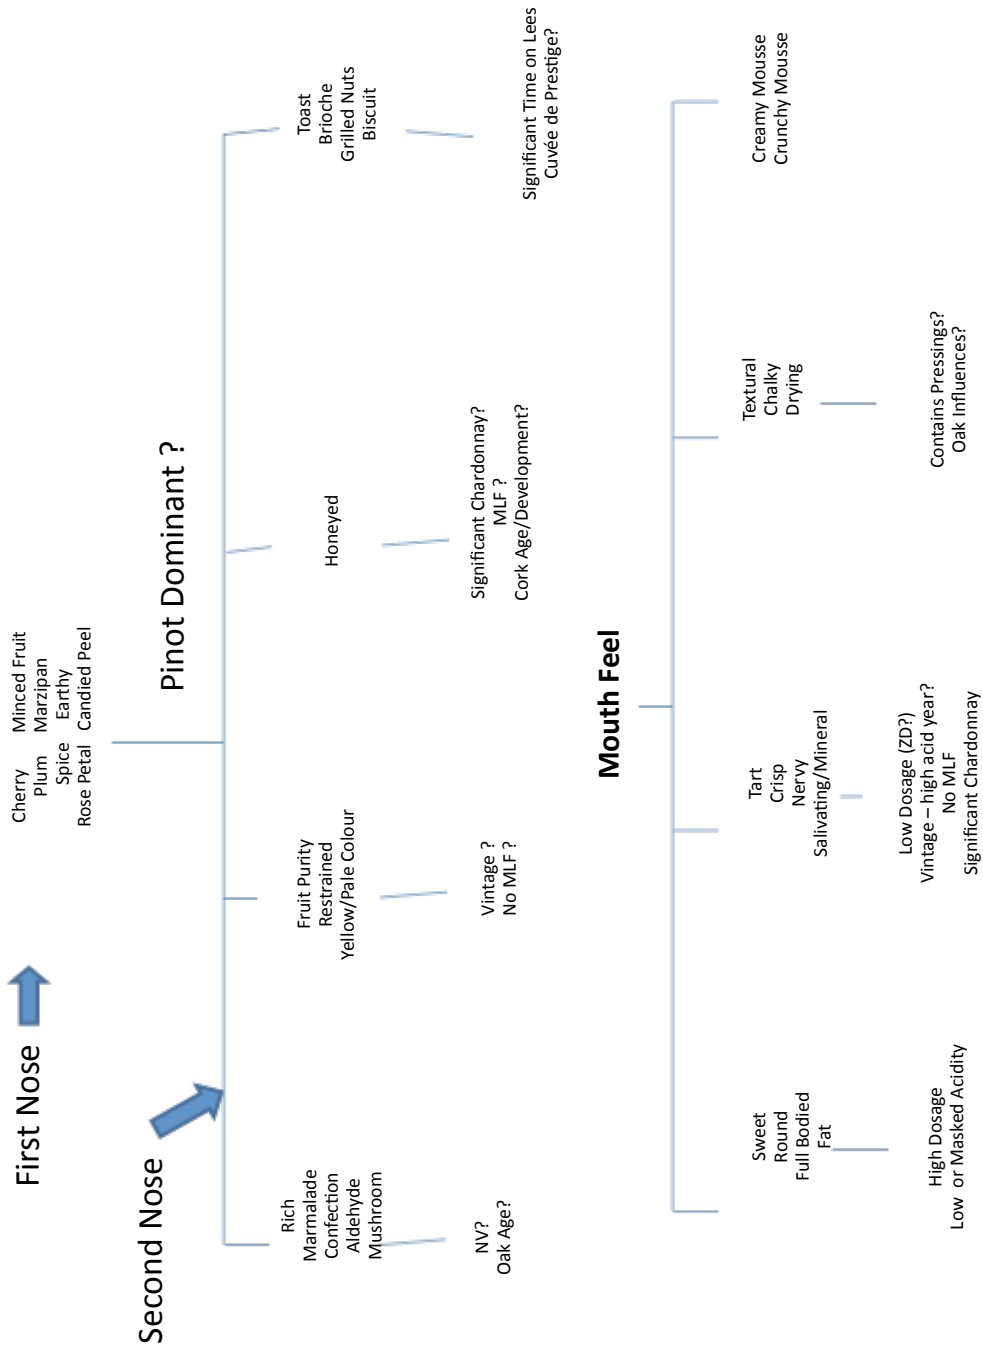 First Nose
Cherry Minced Fruit
Plum Marzipan
Spice Earthy
Rose Petal Candied Peel
Second Nose
Pinot Dominant ?
Rich
Marmalade
Confection
Aldehyde
Mushroom
NV?
Oak Age?
Fruit Purity
Restrained
Yellow/Pale Colour
Vintage ?
No MLF ?
Honeyed
Significant Chardonnay?
MLF ?
Cork Age/Development?
Toast
Brioche
Grilled Nuts
Biscuit
Significant Time on Lees
Cuvée de Prestige?
Mouth Feel
Sweet
Round
Full Bodied
Fat
High Dosage
Low or Masked Acidity
Tart
Crisp
Nervy
Salivating/Mineral
Low Dosage (ZD?)
Vintage – high acid year?
No MLF
Significant Chardonnay
Textural
Chalky
Drying
Contains Pressings?
Oak Influences?
Creamy Mousse
Crunchy Mousse